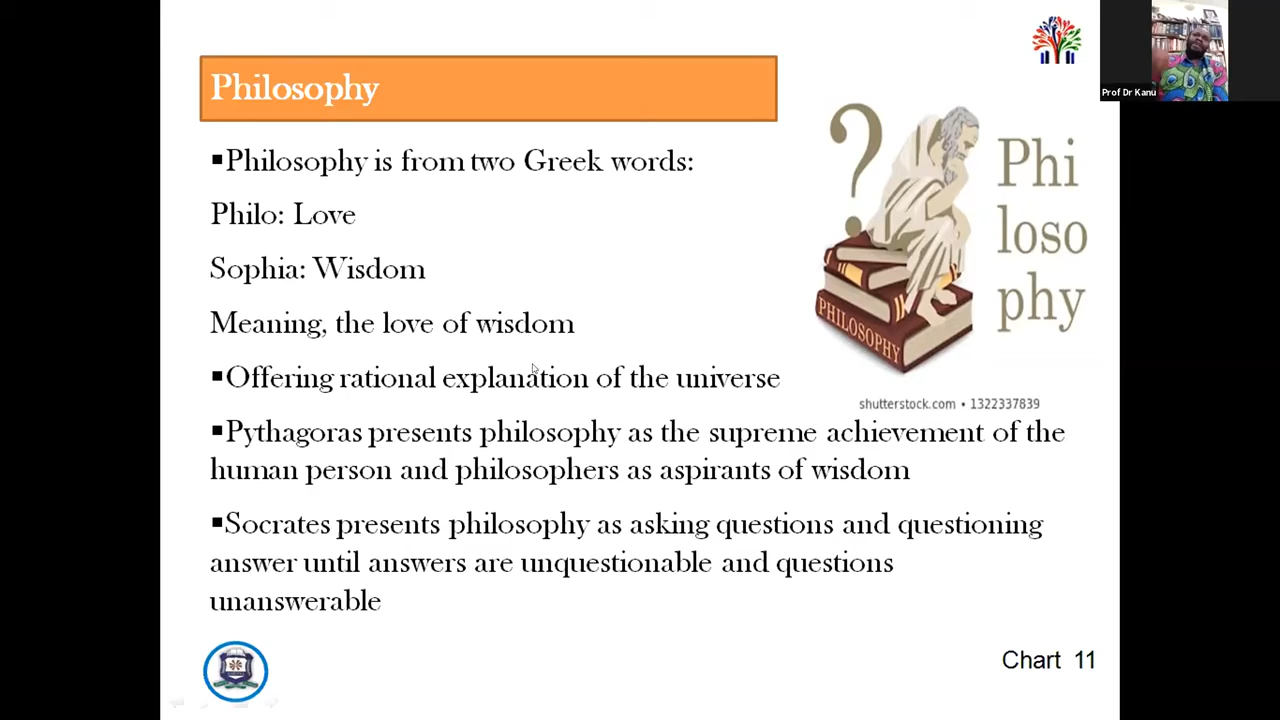 Prof Dr Kanu
Philosophy
▪Philosophy is from two Greek words:
Philo: Love
Sophia: Wisdom
Meaning, the love of wisdom
▪Offering rational explanation of the universe
▪Pythagoras presents philosophy as the supreme achievement of the
human person and philosophers as aspirants of wisdom
▪Socrates presents philosophy as asking questions and questioning
answer until answers are unquestionable and questions
unanswerable
?
Phi
loso
phy
PHILOSOPHY
shutterstock.com • 1322337839
Chart 11